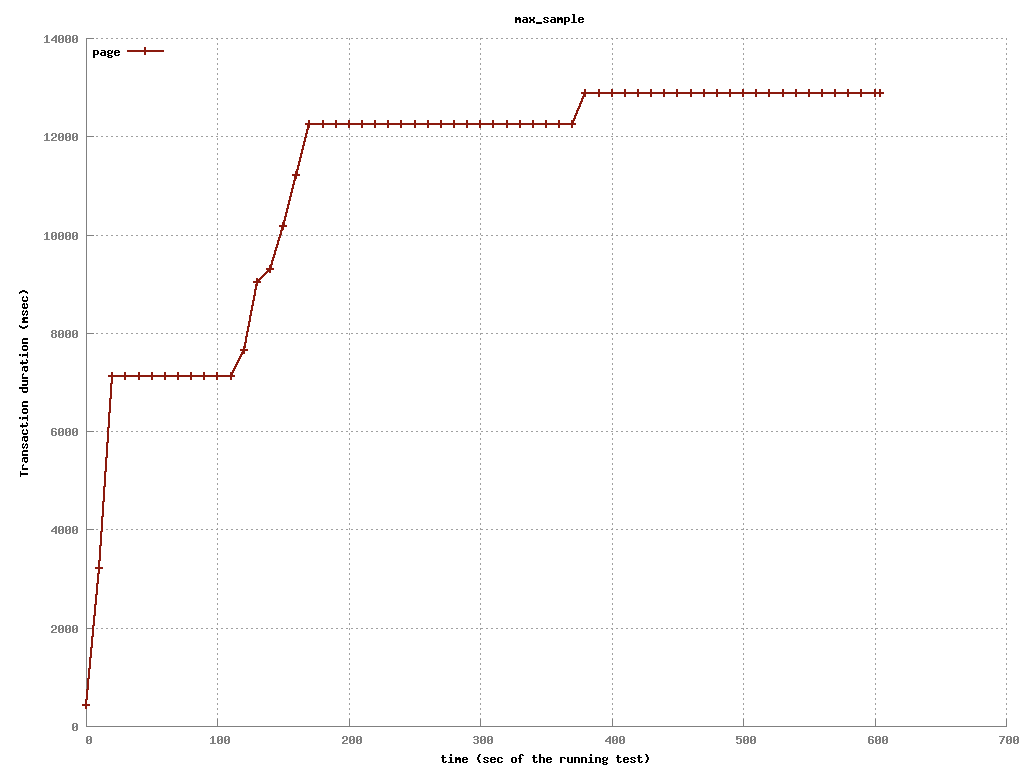 max_sample
page
14000
12000
10000
8000
6000
4000
2000
0
0 100 200 300 400 500 600 700
Transaction duration (msec)
time (sec of the running test)